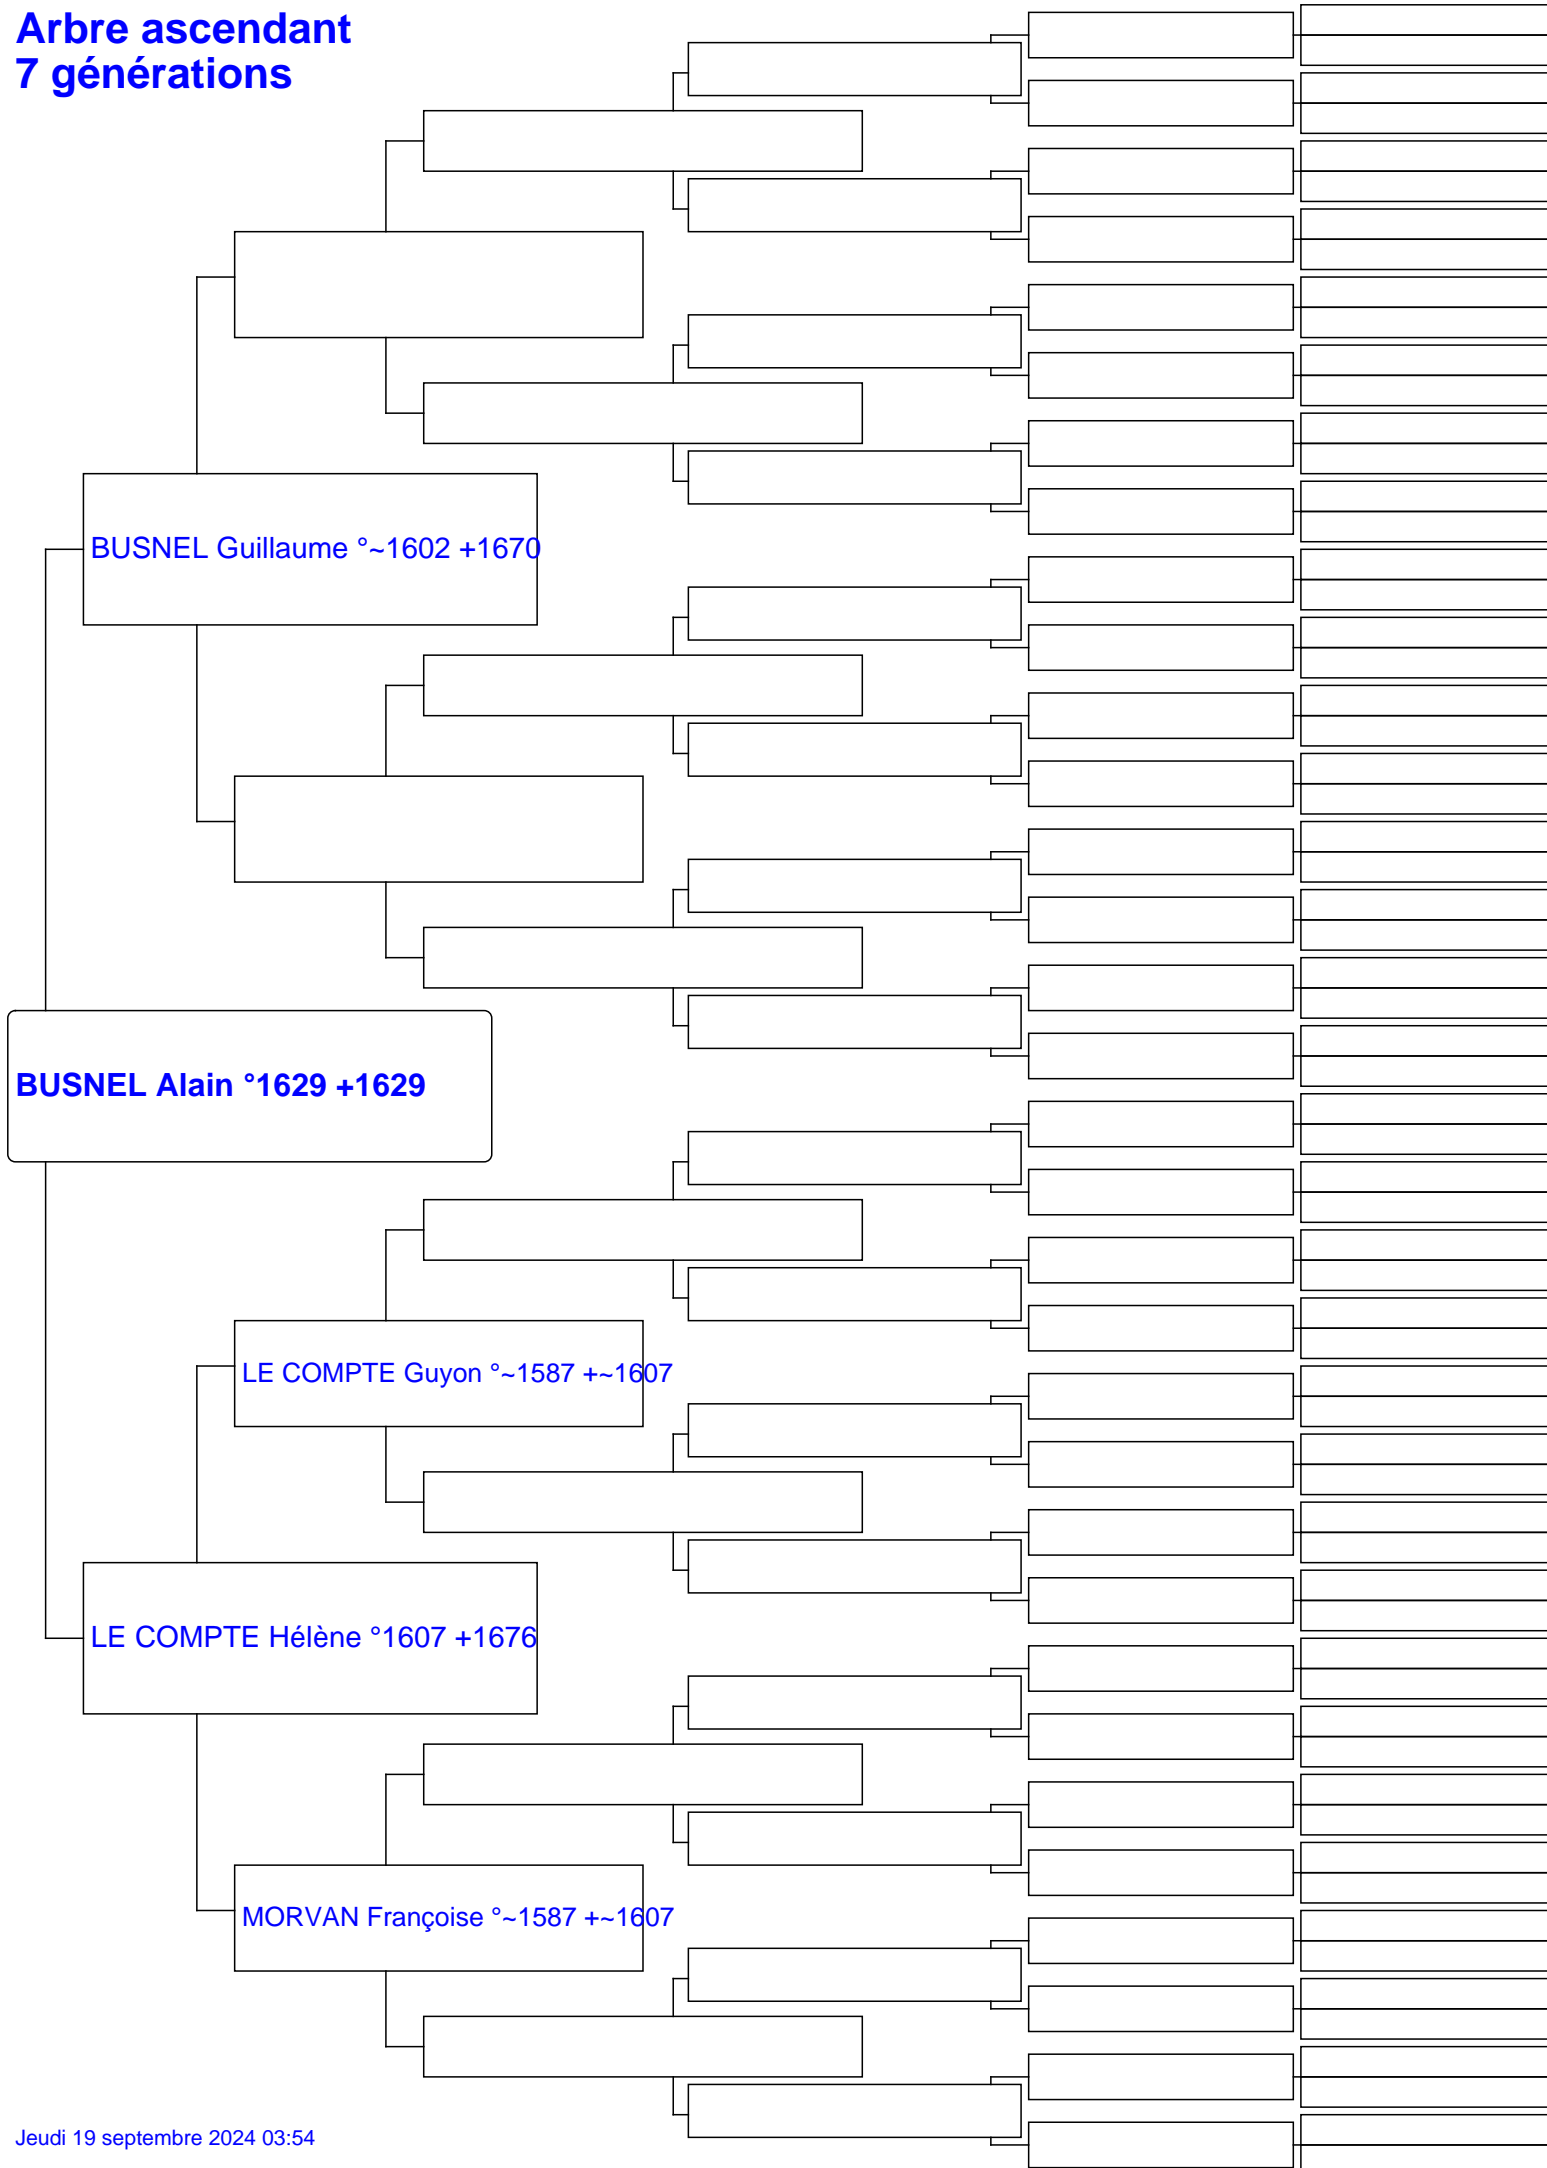 Arbre ascendant
7 générations
BUSNEL Guillaume °~1602 +1670
BUSNEL Alain °1629 +1629
LE COMPTE Guyon °~1587 +~1607
LE COMPTE Hélène °1607 +1676
MORVAN Françoise °~1587 +~1607
Jeudi 19 septembre 2024 03:54